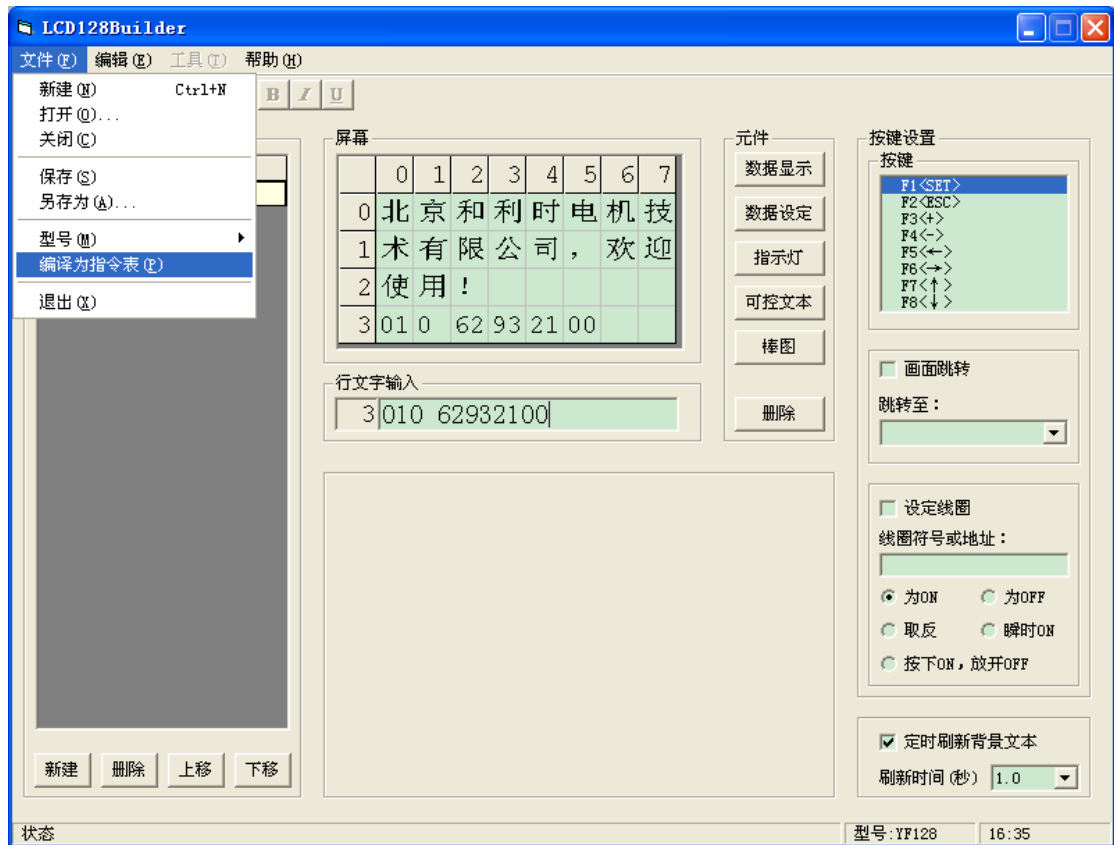 LCD128Builder
文件(F) 编辑(E) 工具(T) 帮助(H)
新建(N) Ctrl+N
打开(O)...
关闭(C)
保存(S)
另存为(A)...
型号(M)
编译为指令表(P)
退出(X)
B I U
屏幕
0 1 2 3 4 5 6 7
0 北京和利时电机技
1 术有限公司，欢迎
2 使用！
3 010 62932100
行文字输入
3 010 62932100
元件
数据显示
数据设定
指示灯
可控文本
棒图
删除
按键设置
按键
F1<SET>
F2<ESC>
F3<+>
F4<->
F5<←>
F6<→>
F7<↑>
F8<↓>
画面跳转
跳转至：
设定线圈
线圈符号或地址：
为ON 为OFF
取反 瞬时ON
按下ON，放开OFF
定时刷新背景文本
刷新时间(秒) 1.0
新建 删除 上移 下移
状态 型号:YF128 16:35